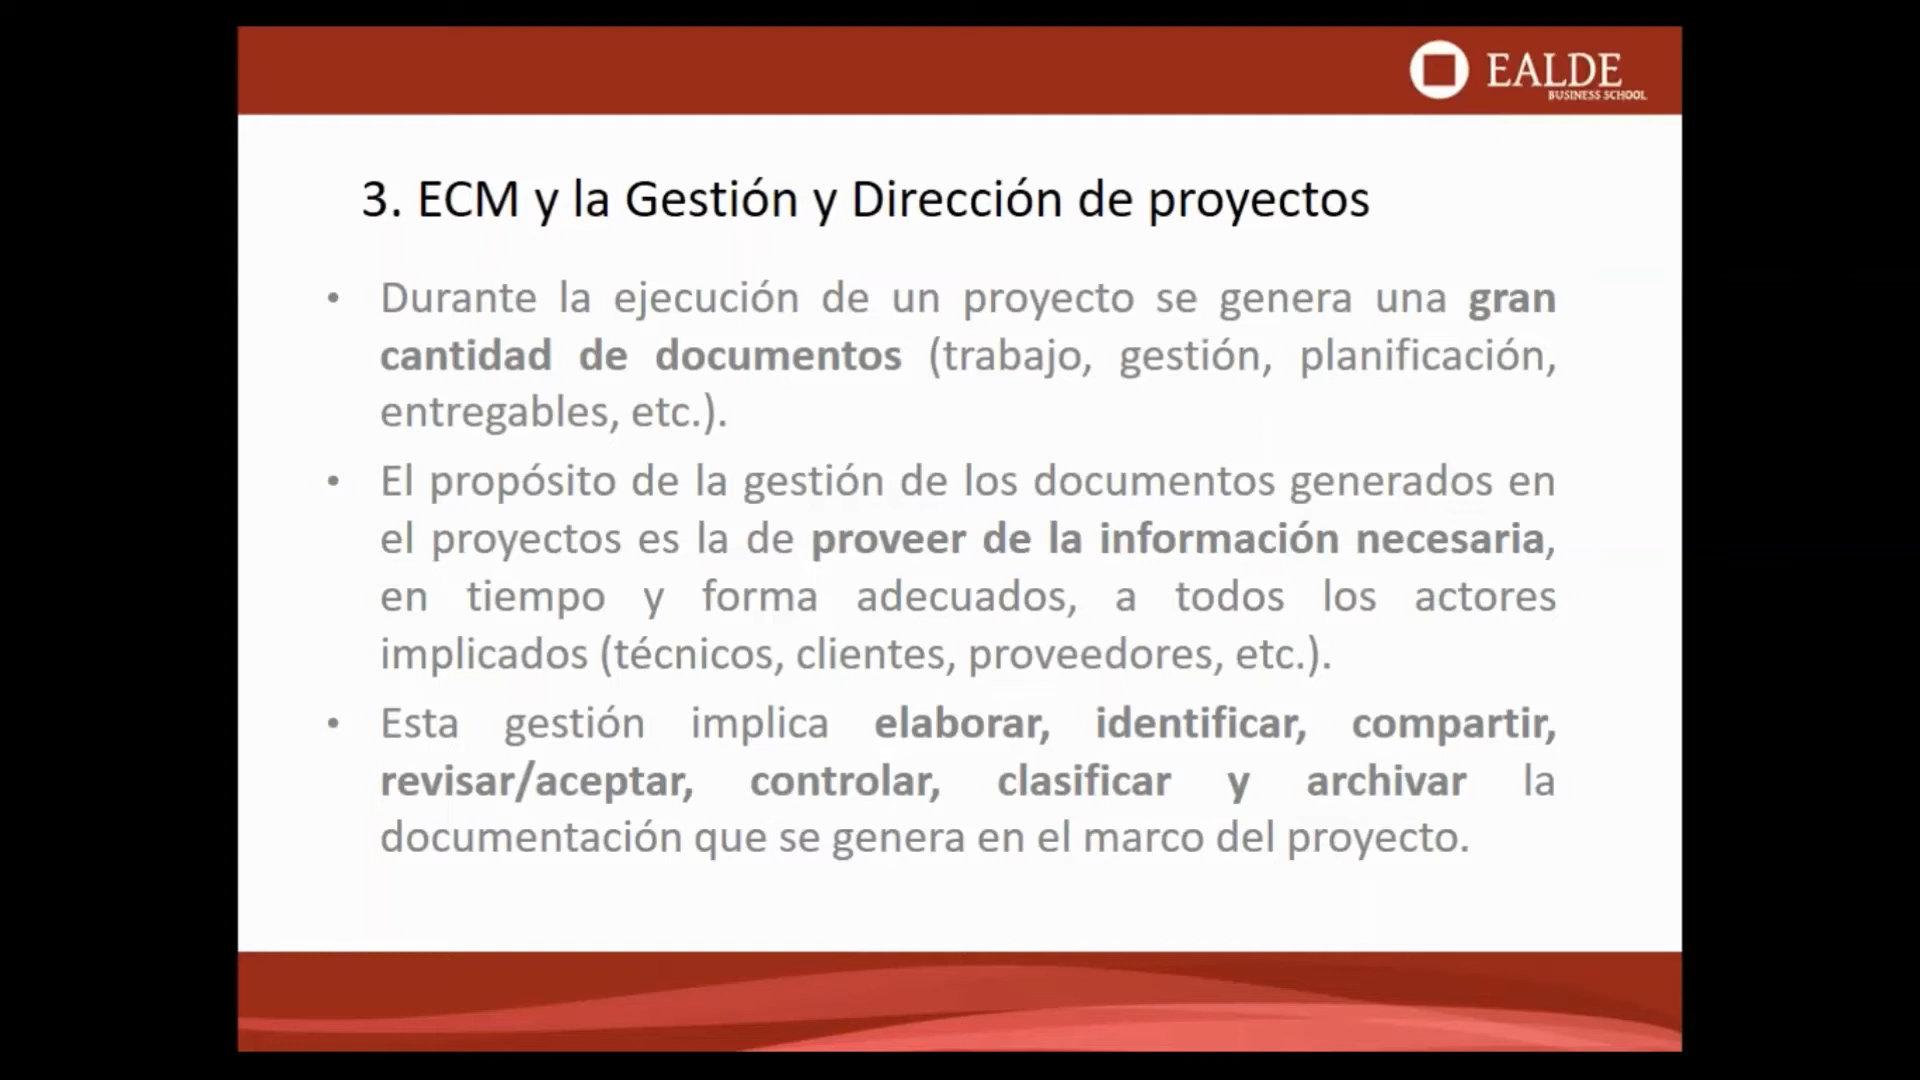 EALDE
BUSINESS SCHOOL
3. ECM y la Gestión y Dirección de proyectos
• Durante la ejecución de un proyecto se genera una gran
cantidad de documentos (trabajo, gestión, planificación,
entregables, etc.).
• El propósito de la gestión de los documentos generados en
el proyectos es la de proveer de la información necesaria,
en tiempo y forma adecuados, a todos los actores
implicados (técnicos, clientes, proveedores, etc.).
• Esta gestión implica elaborar, identificar, compartir,
revisar/aceptar, controlar, clasificar y archivar la
documentación que se genera en el marco del proyecto.